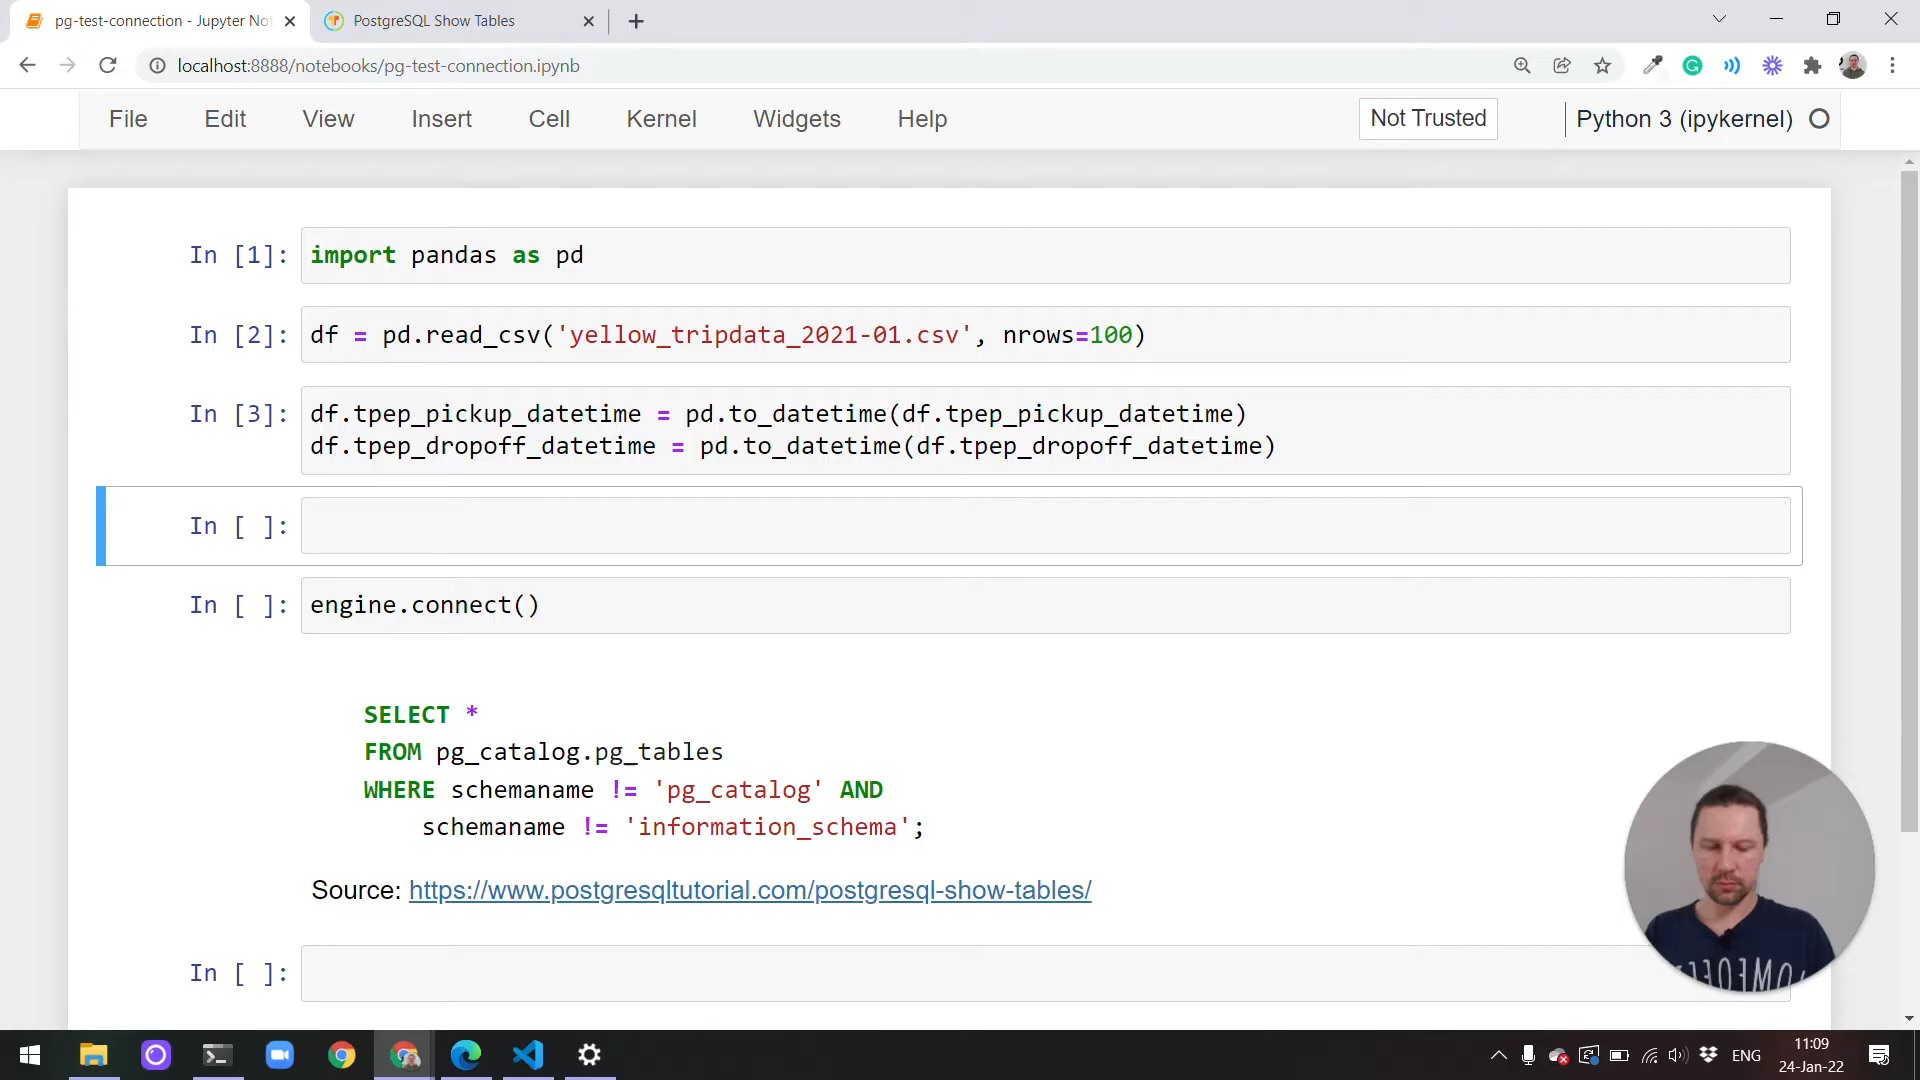 pg-test-connection - Jupyter Not
PostgreSQL Show Tables
localhost:8888/notebooks/pg-test-connection.ipynb
File Edit View Insert Cell Kernel Widgets Help Not Trusted Python 3 (ipykernel)
In [1]: import pandas as pd
In [2]: df = pd.read_csv('yellow_tripdata_2021-01.csv', nrows=100)
In [3]: df.tpep_pickup_datetime = pd.to_datetime(df.tpep_pickup_datetime)
df.tpep_dropoff_datetime = pd.to_datetime(df.tpep_dropoff_datetime)
In [ ]:
In [ ]: engine.connect()
SELECT *
FROM pg_catalog.pg_tables
WHERE schemaname != 'pg_catalog' AND
schemaname != 'information_schema';
Source: https://www.postgresqltutorial.com/postgresql-show-tables/
In [ ]:
ENG
11:09
24-Jan-22